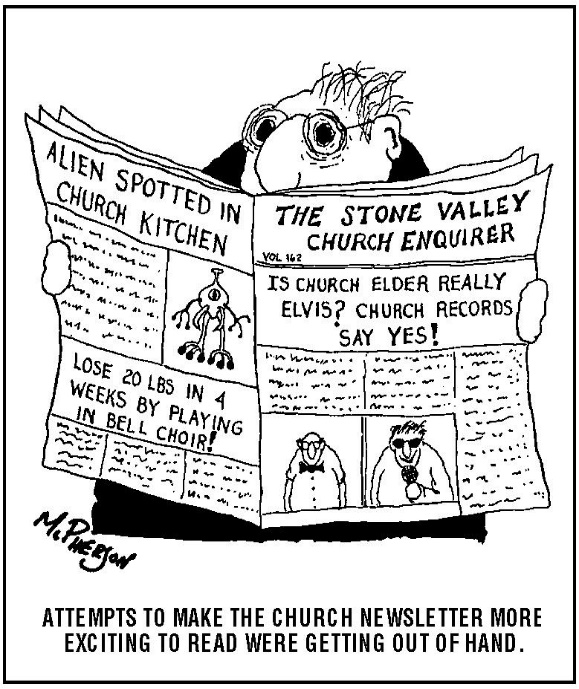 ALIEN SPOTTED IN
CHURCH KITCHEN
LOSE 20 LBS IN 4
WEEKS BY PLAYING
IN BELL CHOIR!
THE STONE VALLEY
CHURCH ENQUIRER
VOL 162
IS CHURCH ELDER REALLY
ELVIS? CHURCH RECORDS
SAY YES!
McPHERSON
ATTEMPTS TO MAKE THE CHURCH NEWSLETTER MORE
EXCITING TO READ WERE GETTING OUT OF HAND.